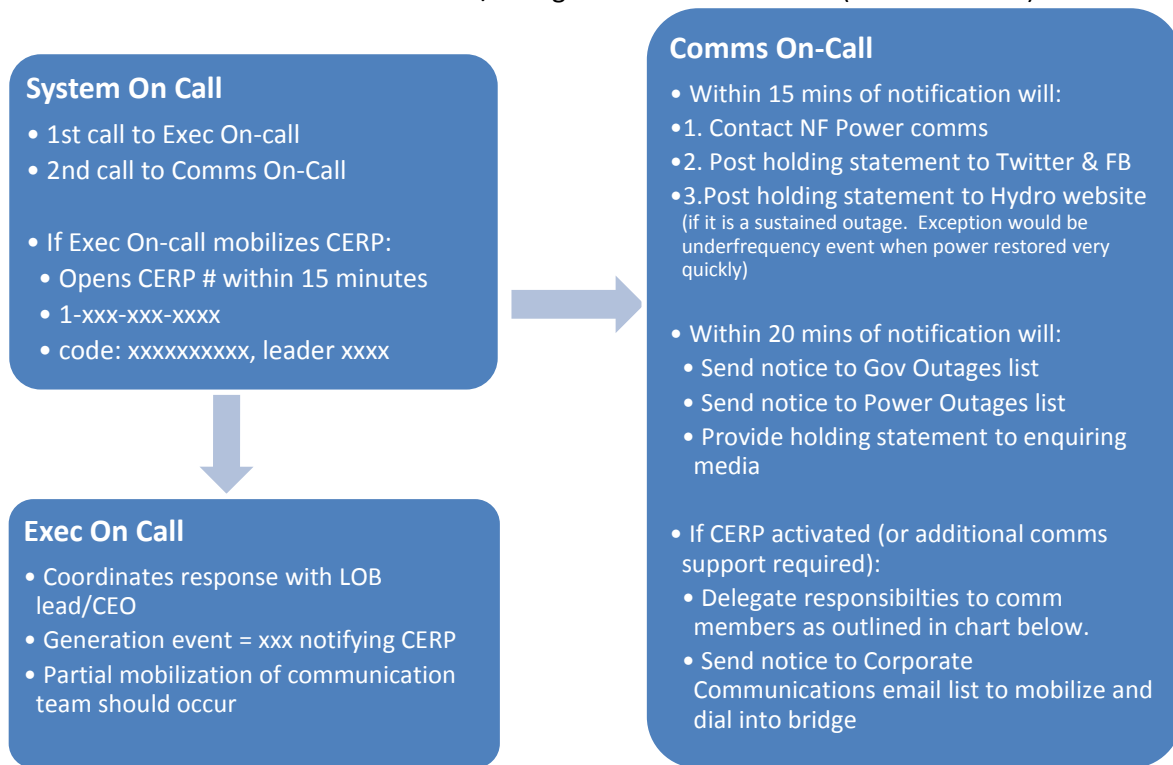 System On Call
• 1st call to Exec On-call
• 2nd call to Comms On-Call
• If Exec On-call mobilizes CERP:
• Opens CERP # within 15 minutes
• 1-xxx-xxx-xxxx
• code: xxxxxxxxxx, leader xxxx
Exec On Call
• Coordinates response with LOB
lead/CEO
• Generation event = xxx notifying CERP
• Partial mobilization of communication
team should occur
Comms On-Call
• Within 15 mins of notification will:
•1. Contact NF Power comms
•2. Post holding statement to Twitter & FB
•3.Post holding statement to Hydro website
(if it is a sustained outage. Exception would be
underfrequency event when power restored very
quickly)
• Within 20 mins of notification will:
• Send notice to Gov Outages list
• Send notice to Power Outages list
• Provide holding statement to enquiring
media
• If CERP activated (or additional comms
support required):
• Delegate responsibilties to comm
members as outlined in chart below.
• Send notice to Corporate
Communications email list to mobilize and
dial into bridge